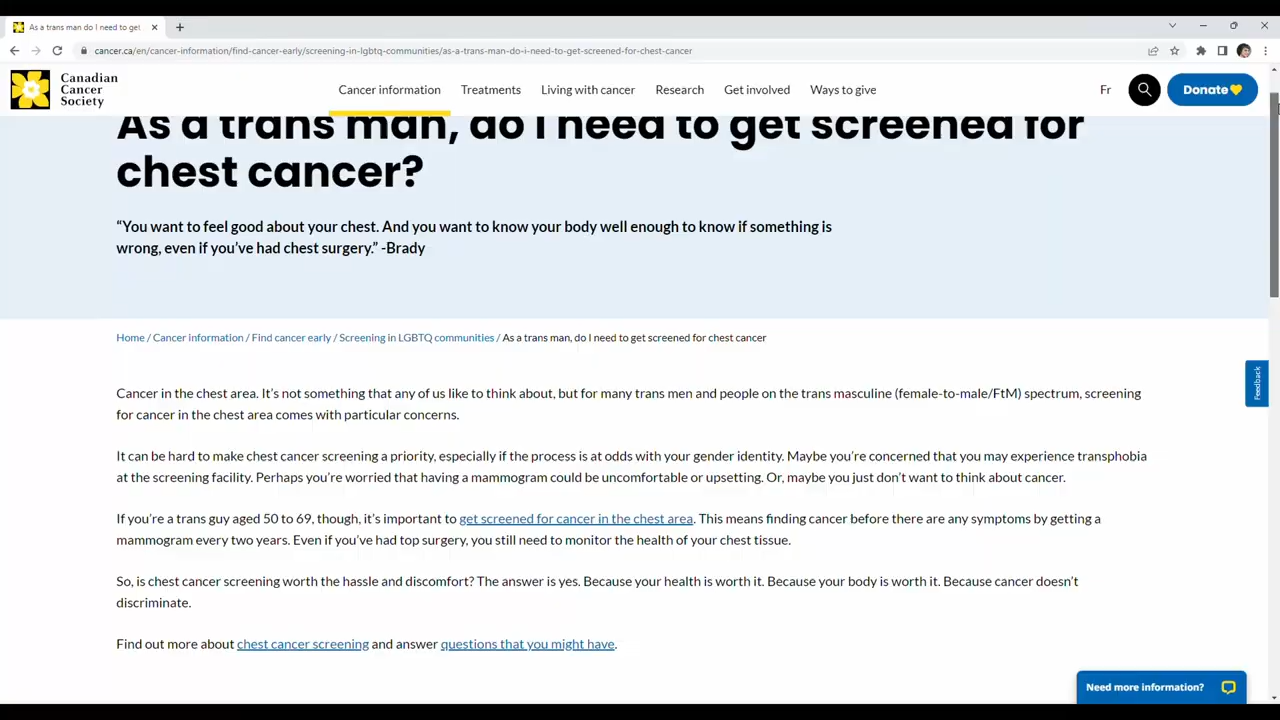 As a trans man do I need to get
cancer.ca/en/cancer-information/find-cancer-early/screening-in-lgbtq-communities/as-a-trans-man-do-i-need-to-get-screened-for-chest-cancer
Canadian
Cancer
Society
Cancer information
Treatments
Living with cancer
Research
Get involved
Ways to give
Fr
Donate
As a trans man, do I need to get screened for
chest cancer?
“You want to feel good about your chest. And you want to know your body well enough to know if something is
wrong, even if you’ve had chest surgery.” -Brady
Home / Cancer information / Find cancer early / Screening in LGBTQ communities / As a trans man, do I need to get screened for chest cancer
Feedback
Cancer in the chest area. It’s not something that any of us like to think about, but for many trans men and people on the trans masculine (female-to-male/FtM) spectrum, screening
for cancer in the chest area comes with particular concerns.
It can be hard to make chest cancer screening a priority, especially if the process is at odds with your gender identity. Maybe you’re concerned that you may experience transphobia
at the screening facility. Perhaps you’re worried that having a mammogram could be uncomfortable or upsetting. Or, maybe you just don’t want to think about cancer.
If you’re a trans guy aged 50 to 69, though, it’s important to get screened for cancer in the chest area. This means finding cancer before there are any symptoms by getting a
mammogram every two years. Even if you’ve had top surgery, you still need to monitor the health of your chest tissue.
So, is chest cancer screening worth the hassle and discomfort? The answer is yes. Because your health is worth it. Because your body is worth it. Because cancer doesn’t
discriminate.
Find out more about chest cancer screening and answer questions that you might have.
Need more information?